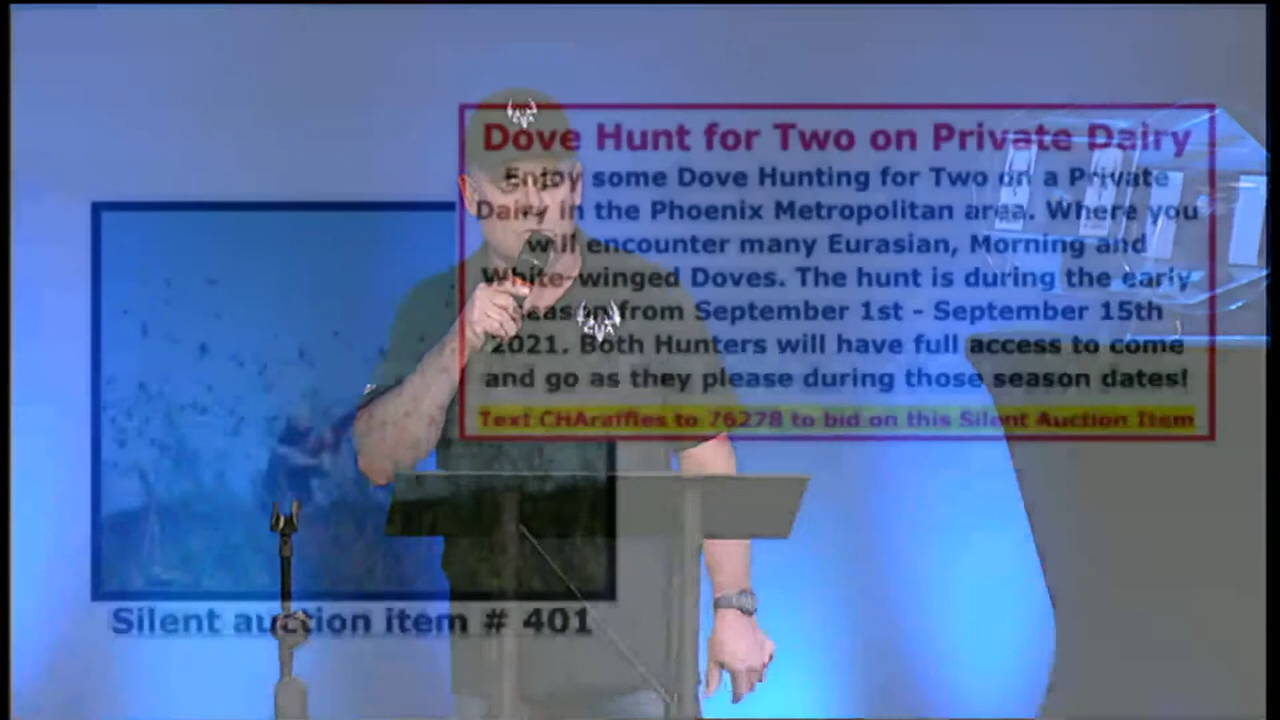 Dove Hunt for Two on Private Dairy
Enjoy some Dove Hunting for Two on a Private
Dairy in the Phoenix Metropolitan area. Where you
will encounter many Eurasian, Morning and
White-winged Doves. The hunt is during the early
season from September 1st - September 15th
2021. Both Hunters will have full access to come
and go as they please during those season dates!
Text CHAraffles to 76278 to bid on this Silent Auction Item
Silent auction item # 401